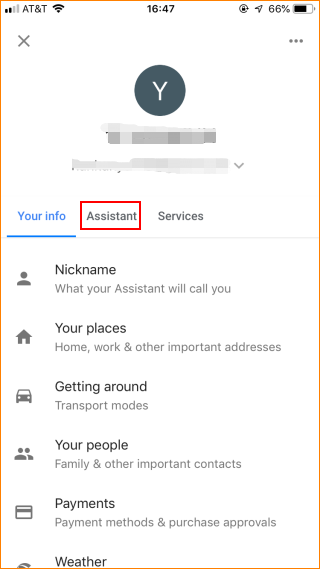 AT&T 16:47 66%
Y
Your info Assistant Services
Nickname
What your Assistant will call you
Your places
Home, work & other important addresses
Getting around
Transport modes
Your people
Family & other important contacts
Payments
Payment methods & purchase approvals
Weather